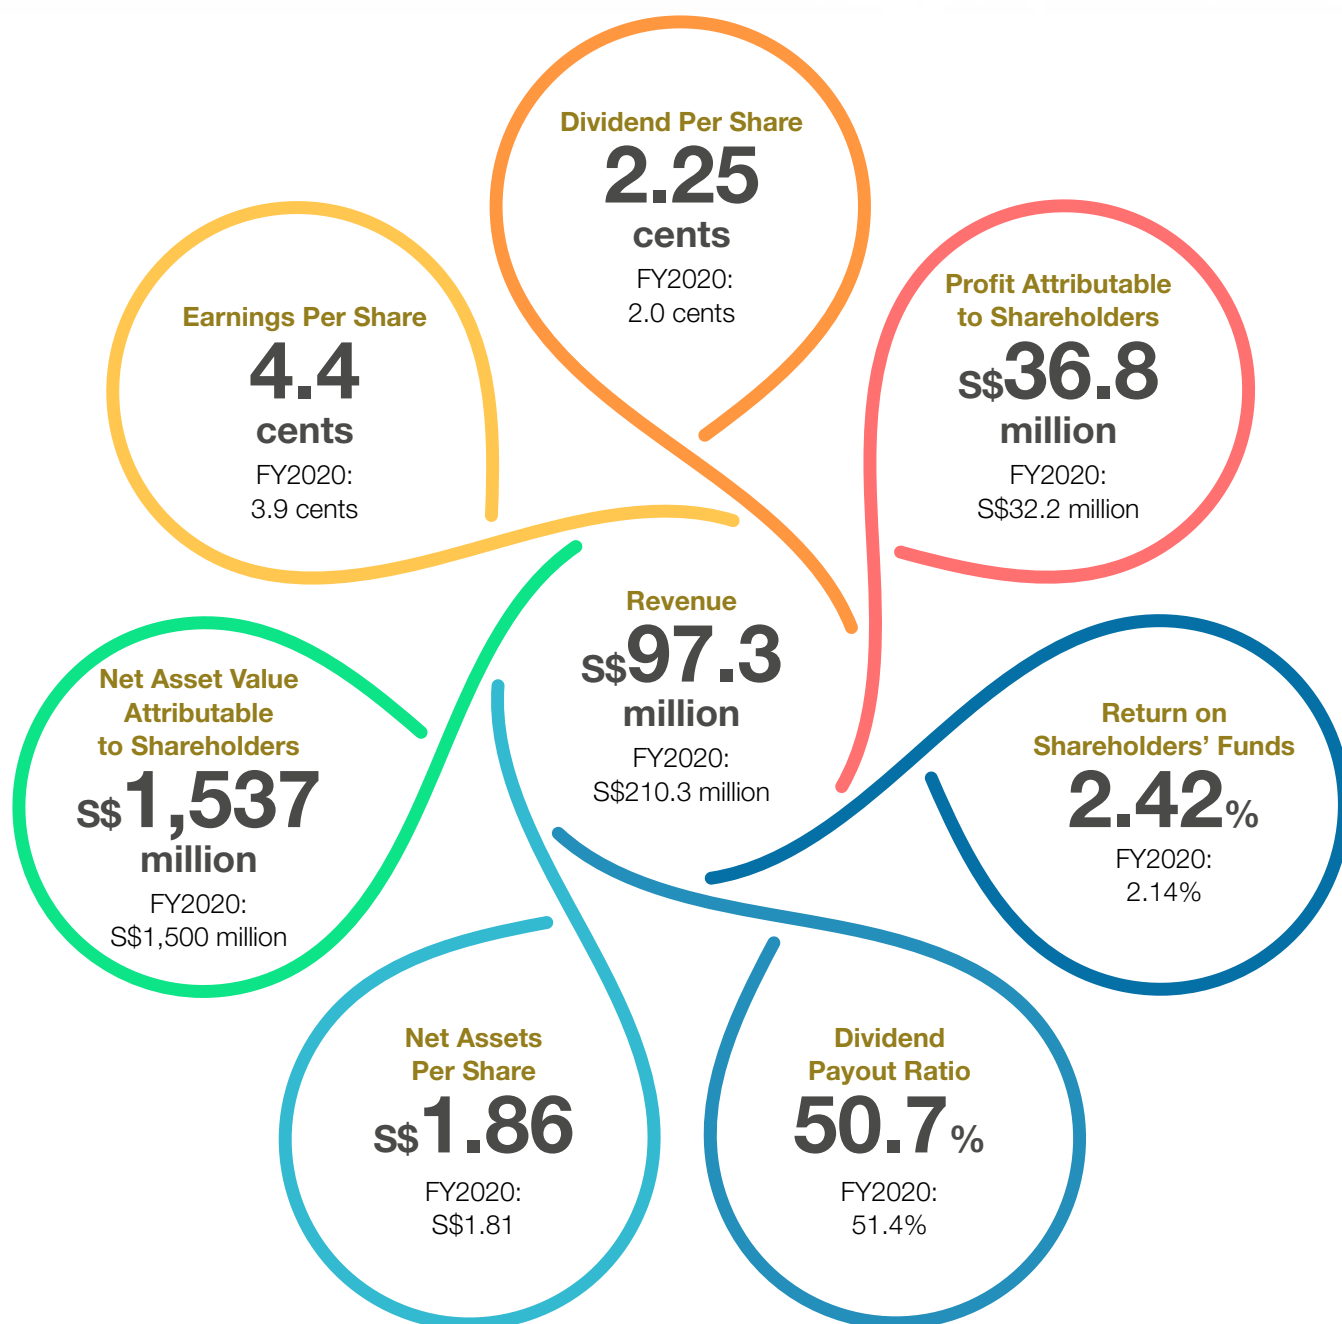 Dividend Per Share
2.25
cents
FY2020:
2.0 cents
Earnings Per Share
4.4
cents
FY2020:
3.9 cents
Profit Attributable
to Shareholders
S$36.8
million
FY2020:
S$32.2 million
Revenue
S$97.3
million
FY2020:
S$210.3 million
Net Asset Value
Attributable
to Shareholders
S$1,537
million
FY2020:
S$1,500 million
Return on
Shareholders’ Funds
2.42%
FY2020:
2.14%
Net Assets
Per Share
S$1.86
FY2020:
S$1.81
Dividend
Payout Ratio
50.7%
FY2020:
51.4%